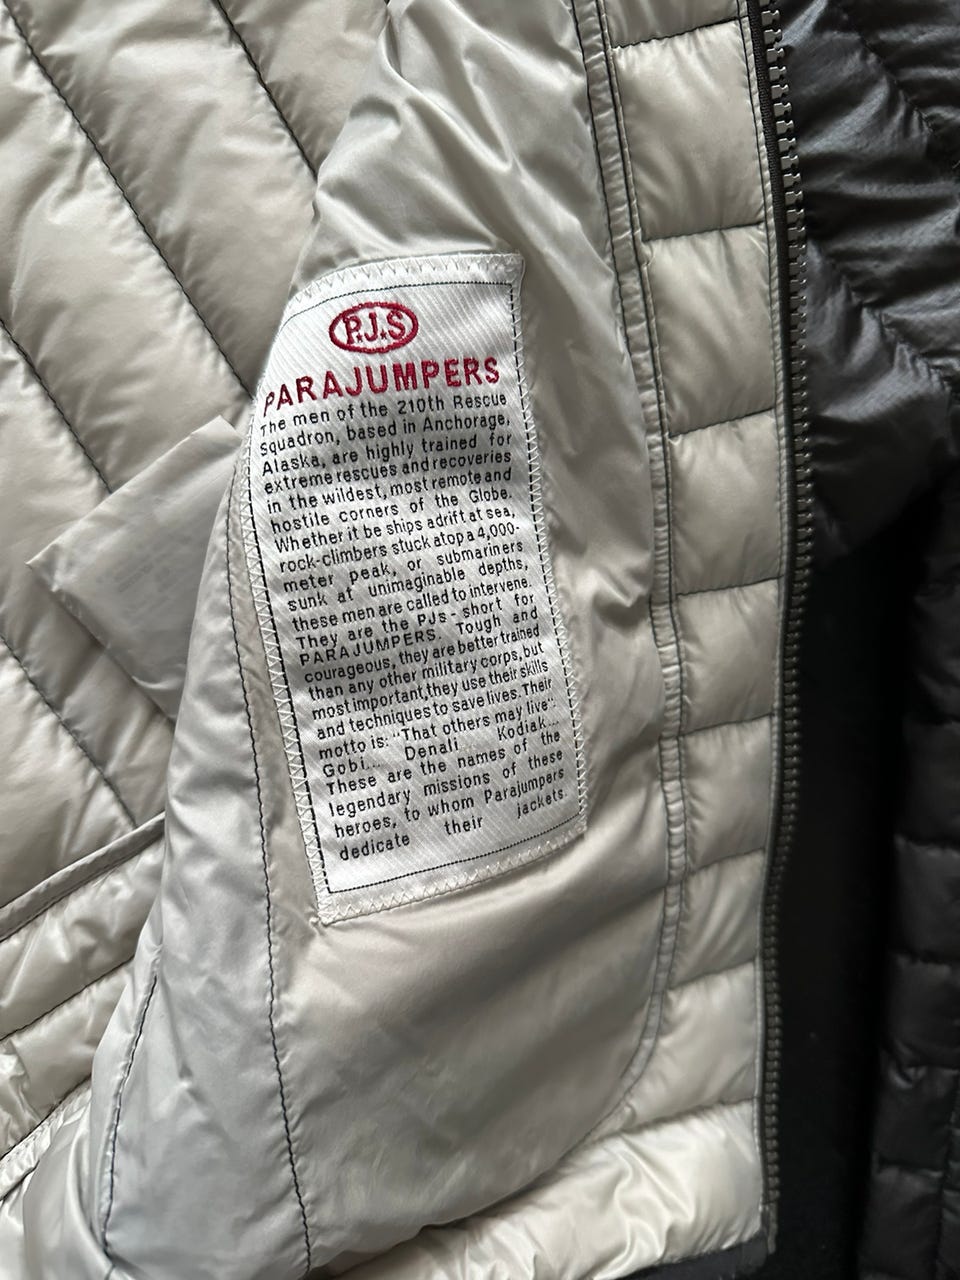 P.J.S
PARAJUMPERS
The men of the 210th Rescue
Squadron, based in Anchorage,
Alaska, are highly trained for
extreme rescues and recoveries
in the wildest, most remote and
hostile corners of the Globe.
Whether it be ships adrift at sea,
rock-climbers stuck atop a 4,000-
meter peak, or submariners
sunk at unimaginable depths,
these men are called to intervene.
They are the PJs - short for
PARAJUMPERS. Tough and
courageous, they are better trained
than any other military corps, but
most important, they use their skills
and techniques to save lives. Their
motto is: "That others may live".
Gobi... Denali... Kodiak...
These are the names of the
legendary missions of these
heroes, to whom Parajumpers
dedicate their jackets.